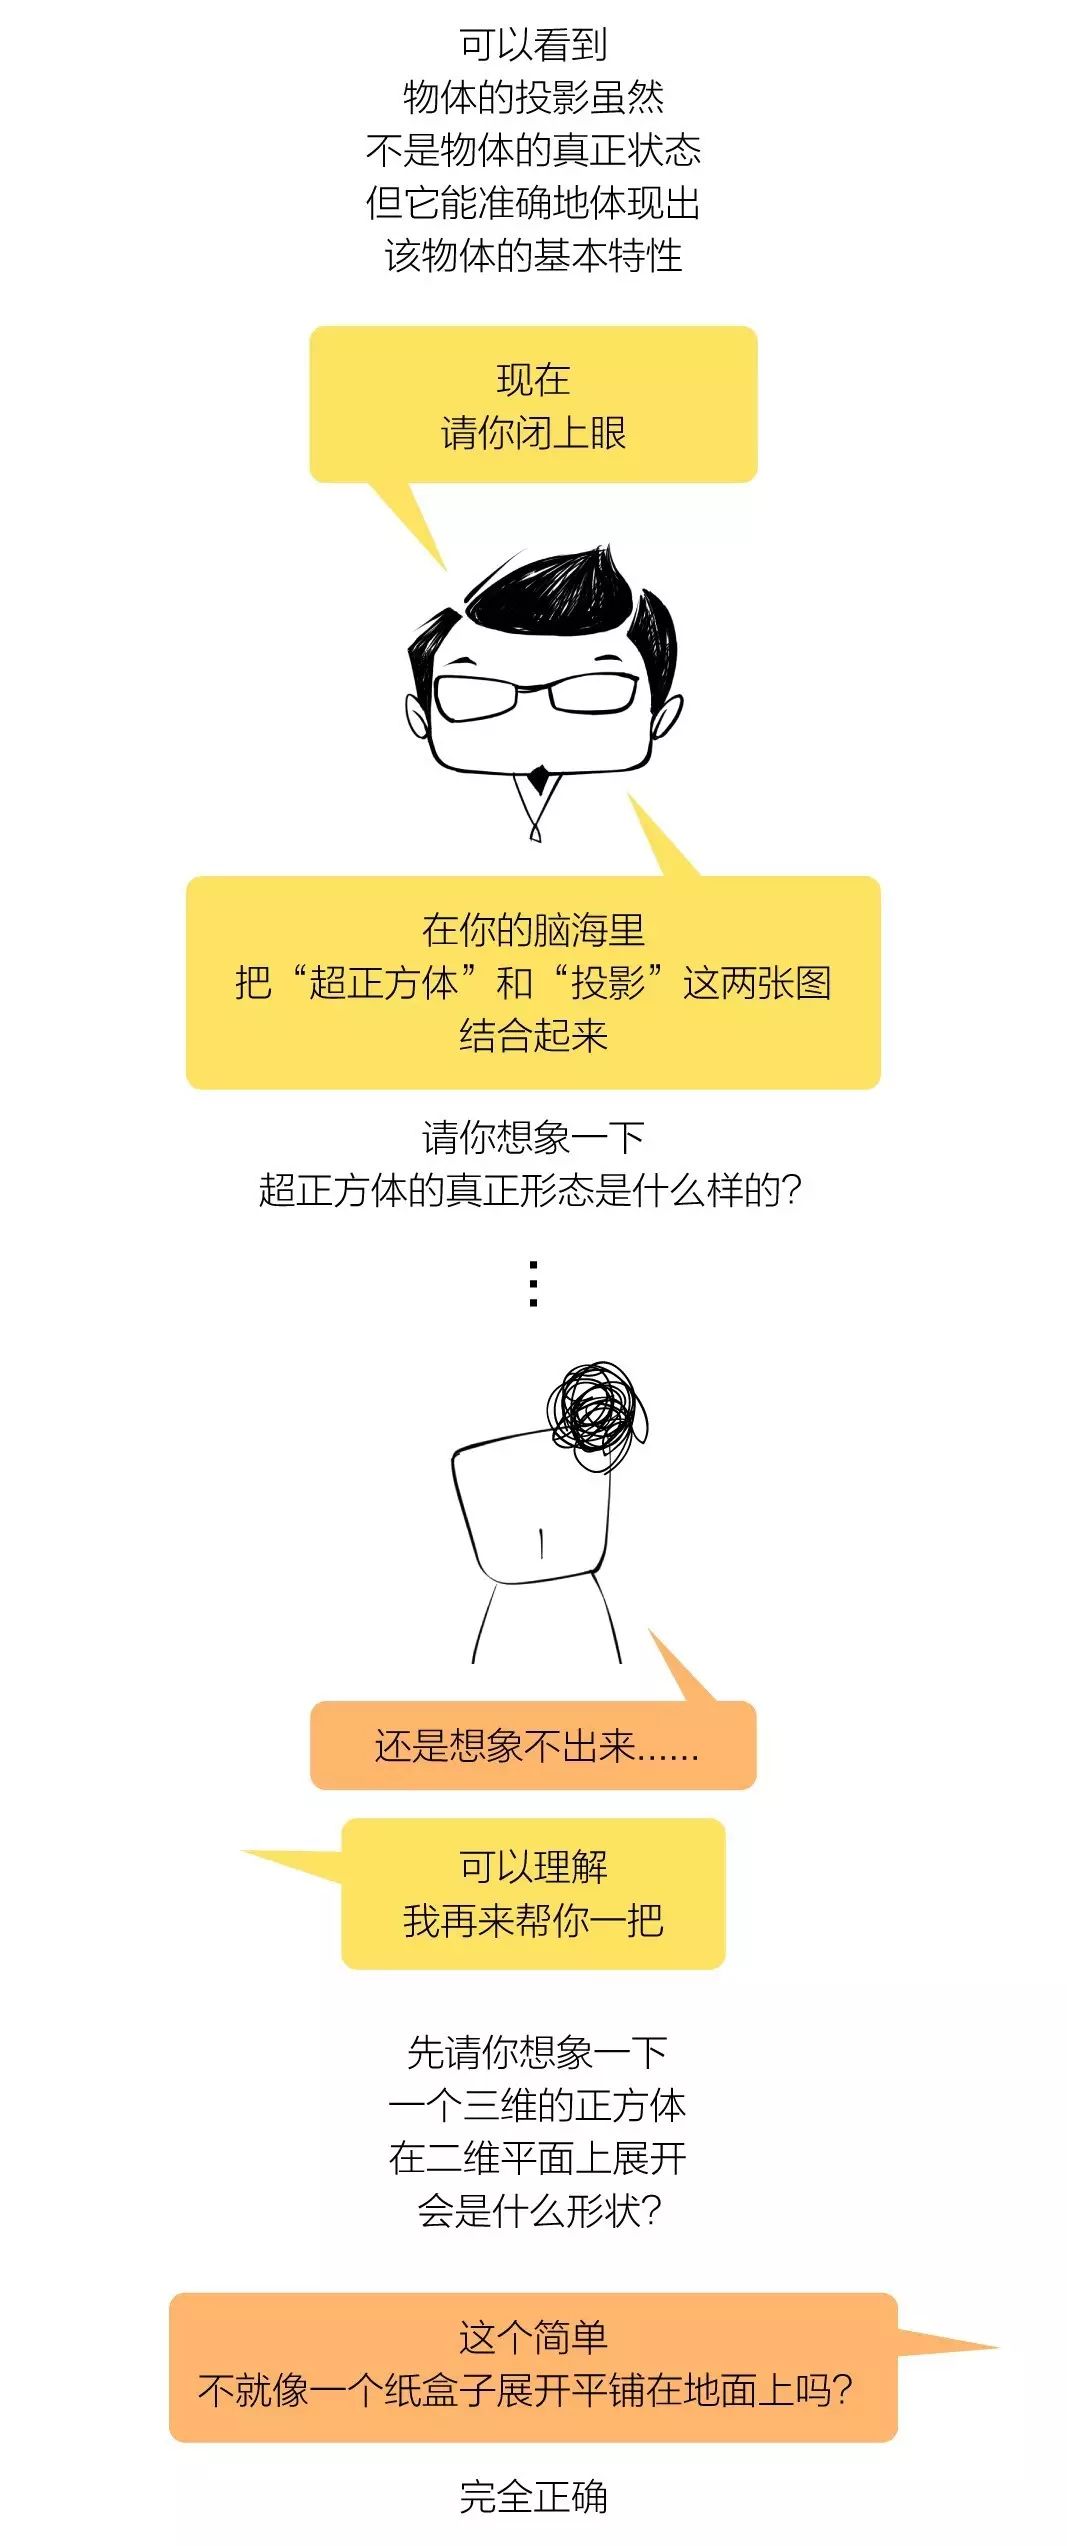 可以看到
物体的投影虽然
不是物体的真正状态
但它能准确地体现出
该物体的基本特性
现在
请你闭上眼
在你的脑海里
把“超正方体”和“投影”这两张图
结合起来
请你想象一下
超正方体的真正形态是什么样的?
还是想象不出来......
可以理解
我再来帮你一把
先请你想象一下
一个三维的正方体
在二维平面上展开
会是什么形状?
这个简单
不就像一个纸盒子展开平铺在地面上吗?
完全正确